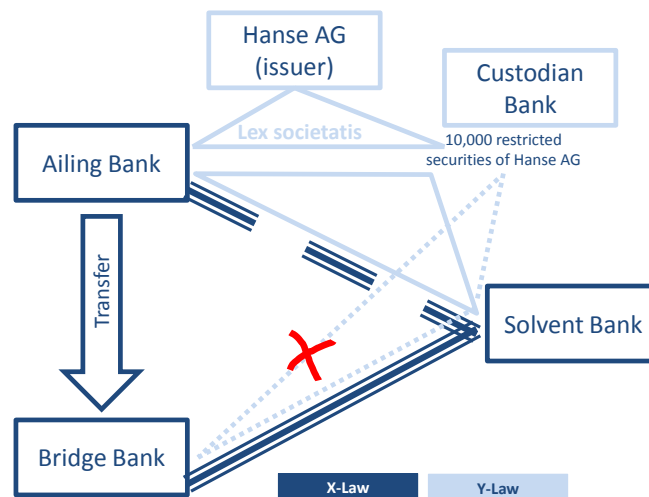 Hanse AG
(issuer)
Custodian
Bank
Lex societatis
10,000 restricted
securities of Hanse AG
Ailing Bank
Transfer
Solvent Bank
Bridge Bank
X-Law
Y-Law